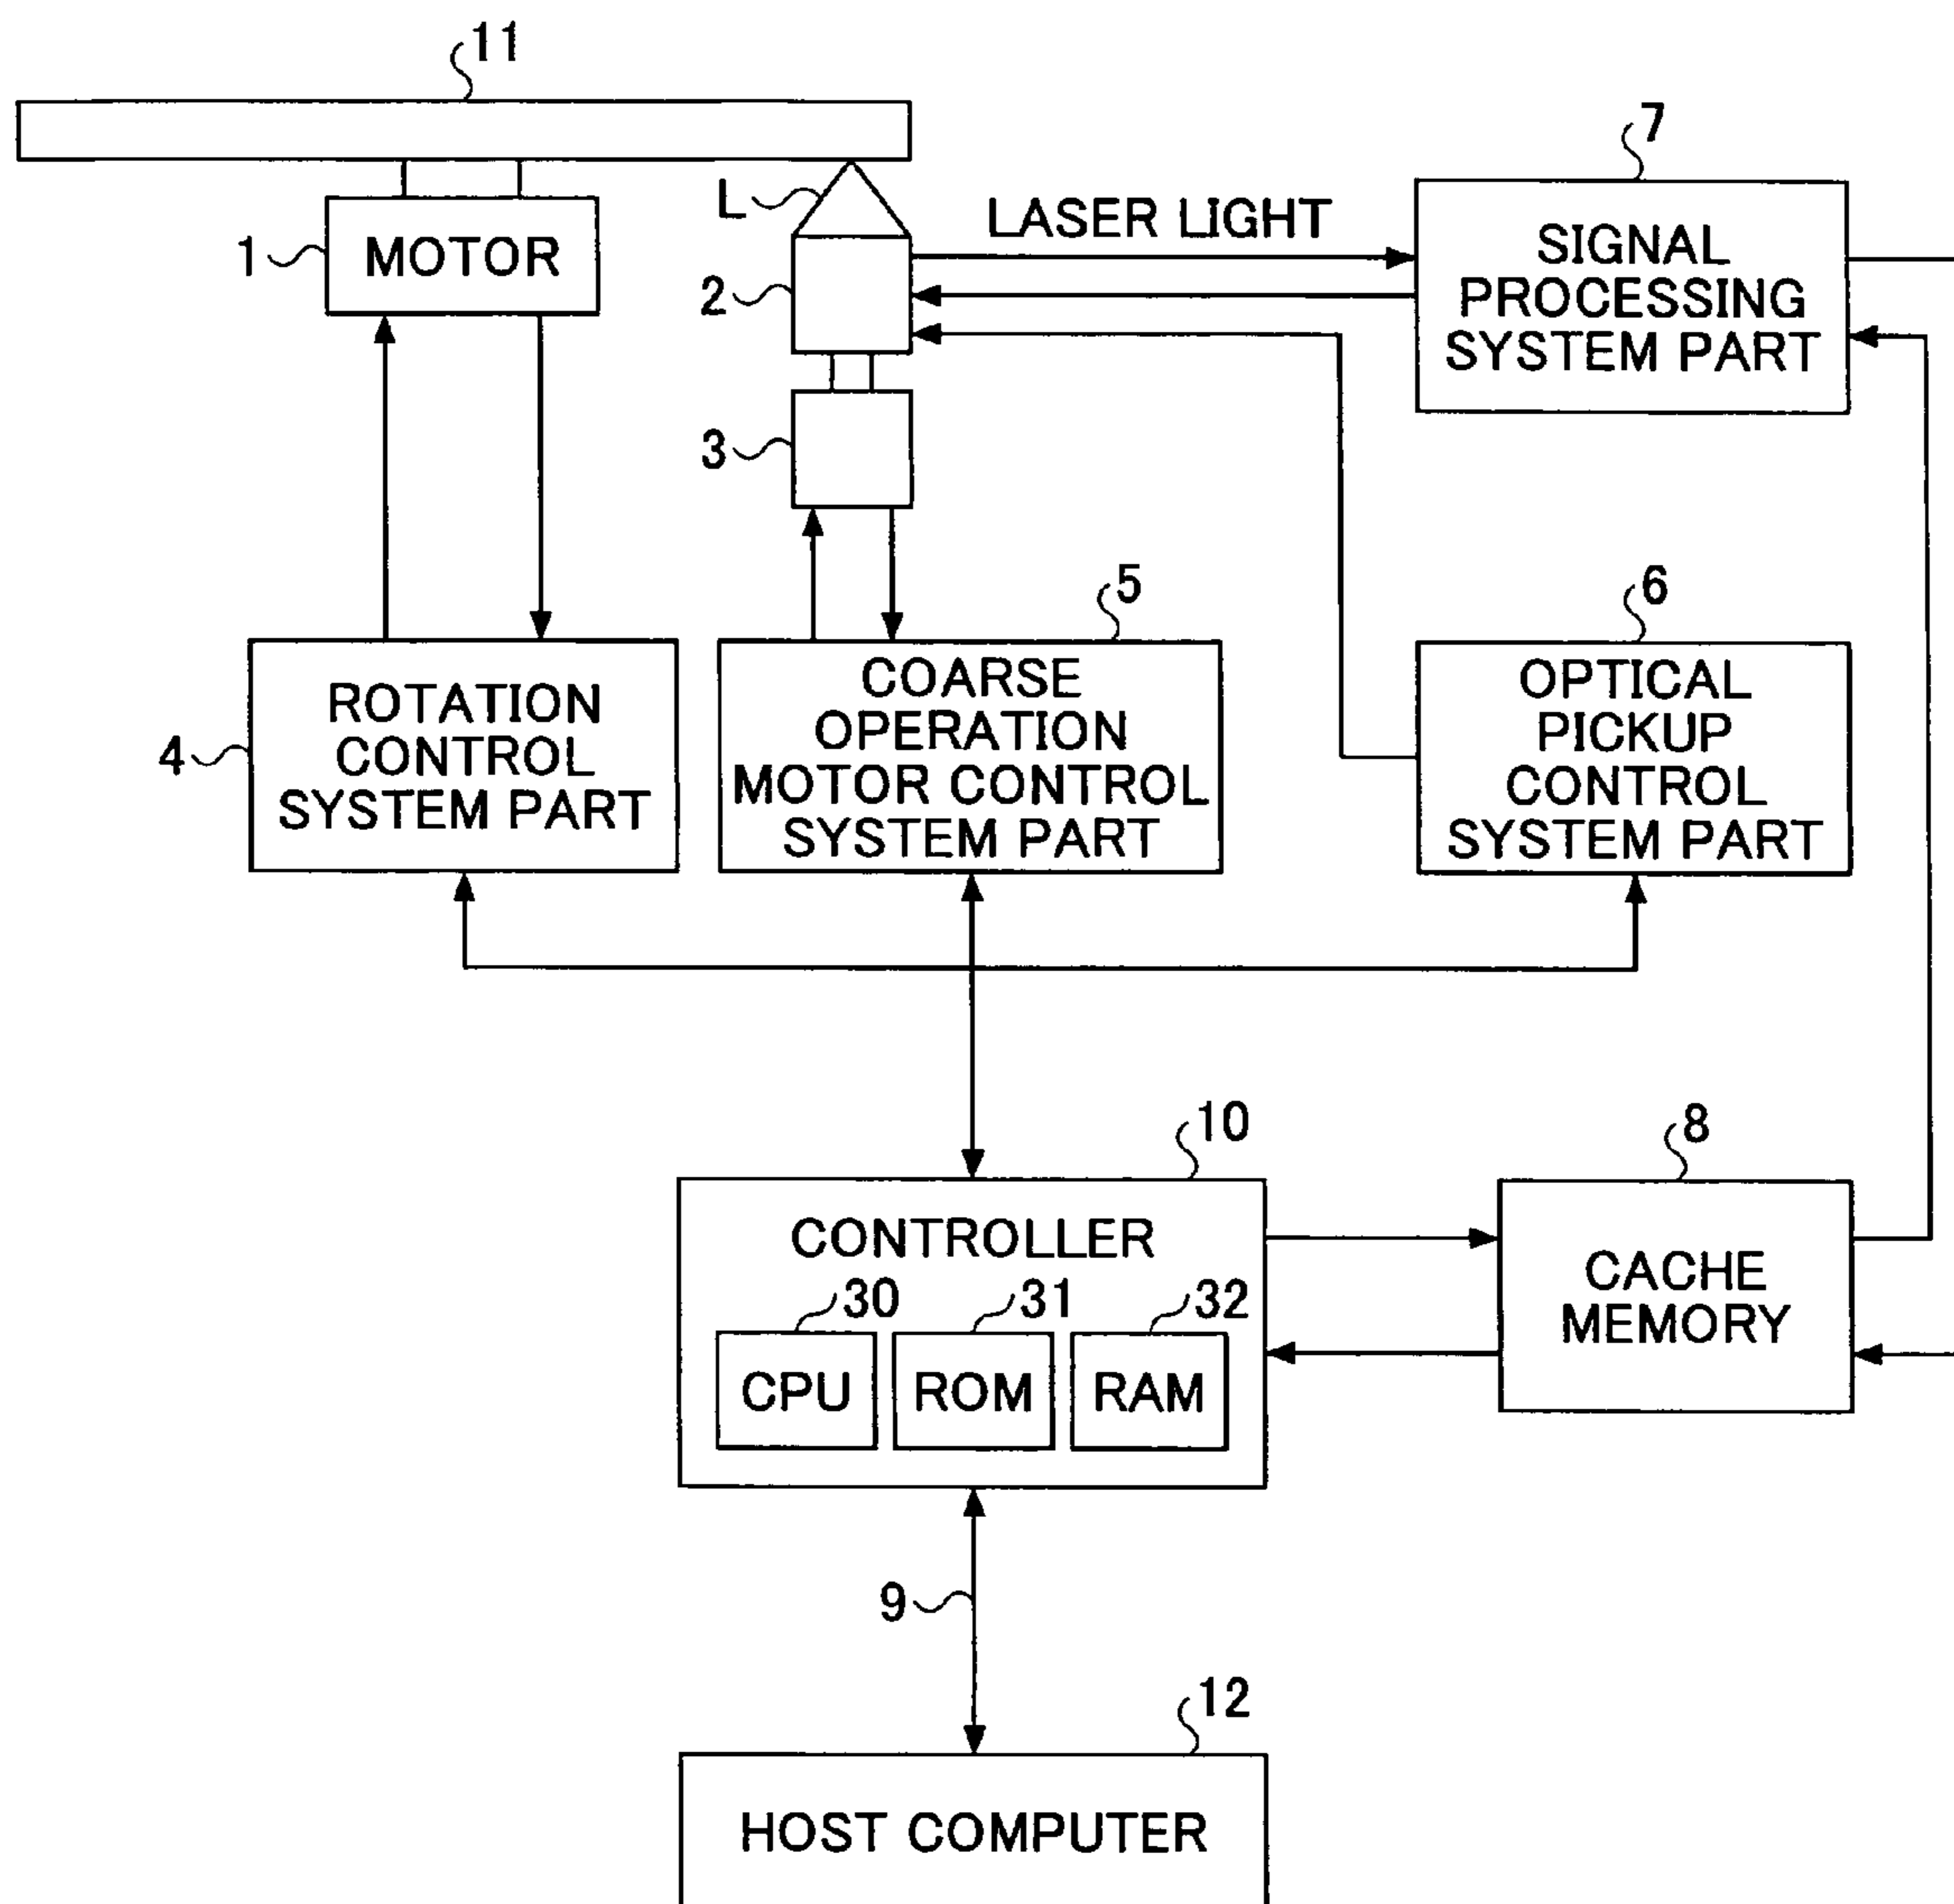 11
7
L
LASER LIGHT
1
MOTOR
2
SIGNAL
PROCESSING
SYSTEM PART
3
5
6
4
ROTATION
CONTROL
SYSTEM PART
COARSE
OPERATION
MOTOR CONTROL
SYSTEM PART
OPTICAL
PICKUP
CONTROL
SYSTEM PART
10
8
CONTROLLER
30
31
32
CPU
ROM
RAM
CACHE
MEMORY
9
12
HOST COMPUTER